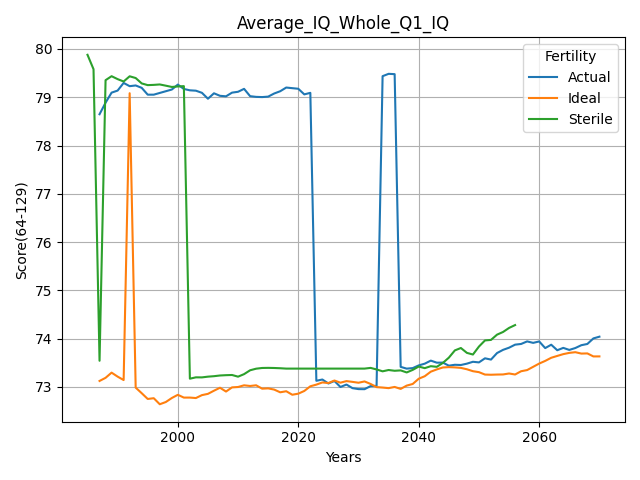 Average_IQ_Whole_Q1_IQ
Fertility
Actual
Ideal
Sterile
Score(64-129)
80
79
78
77
76
75
74
73
2000
2020
2040
2060
Years